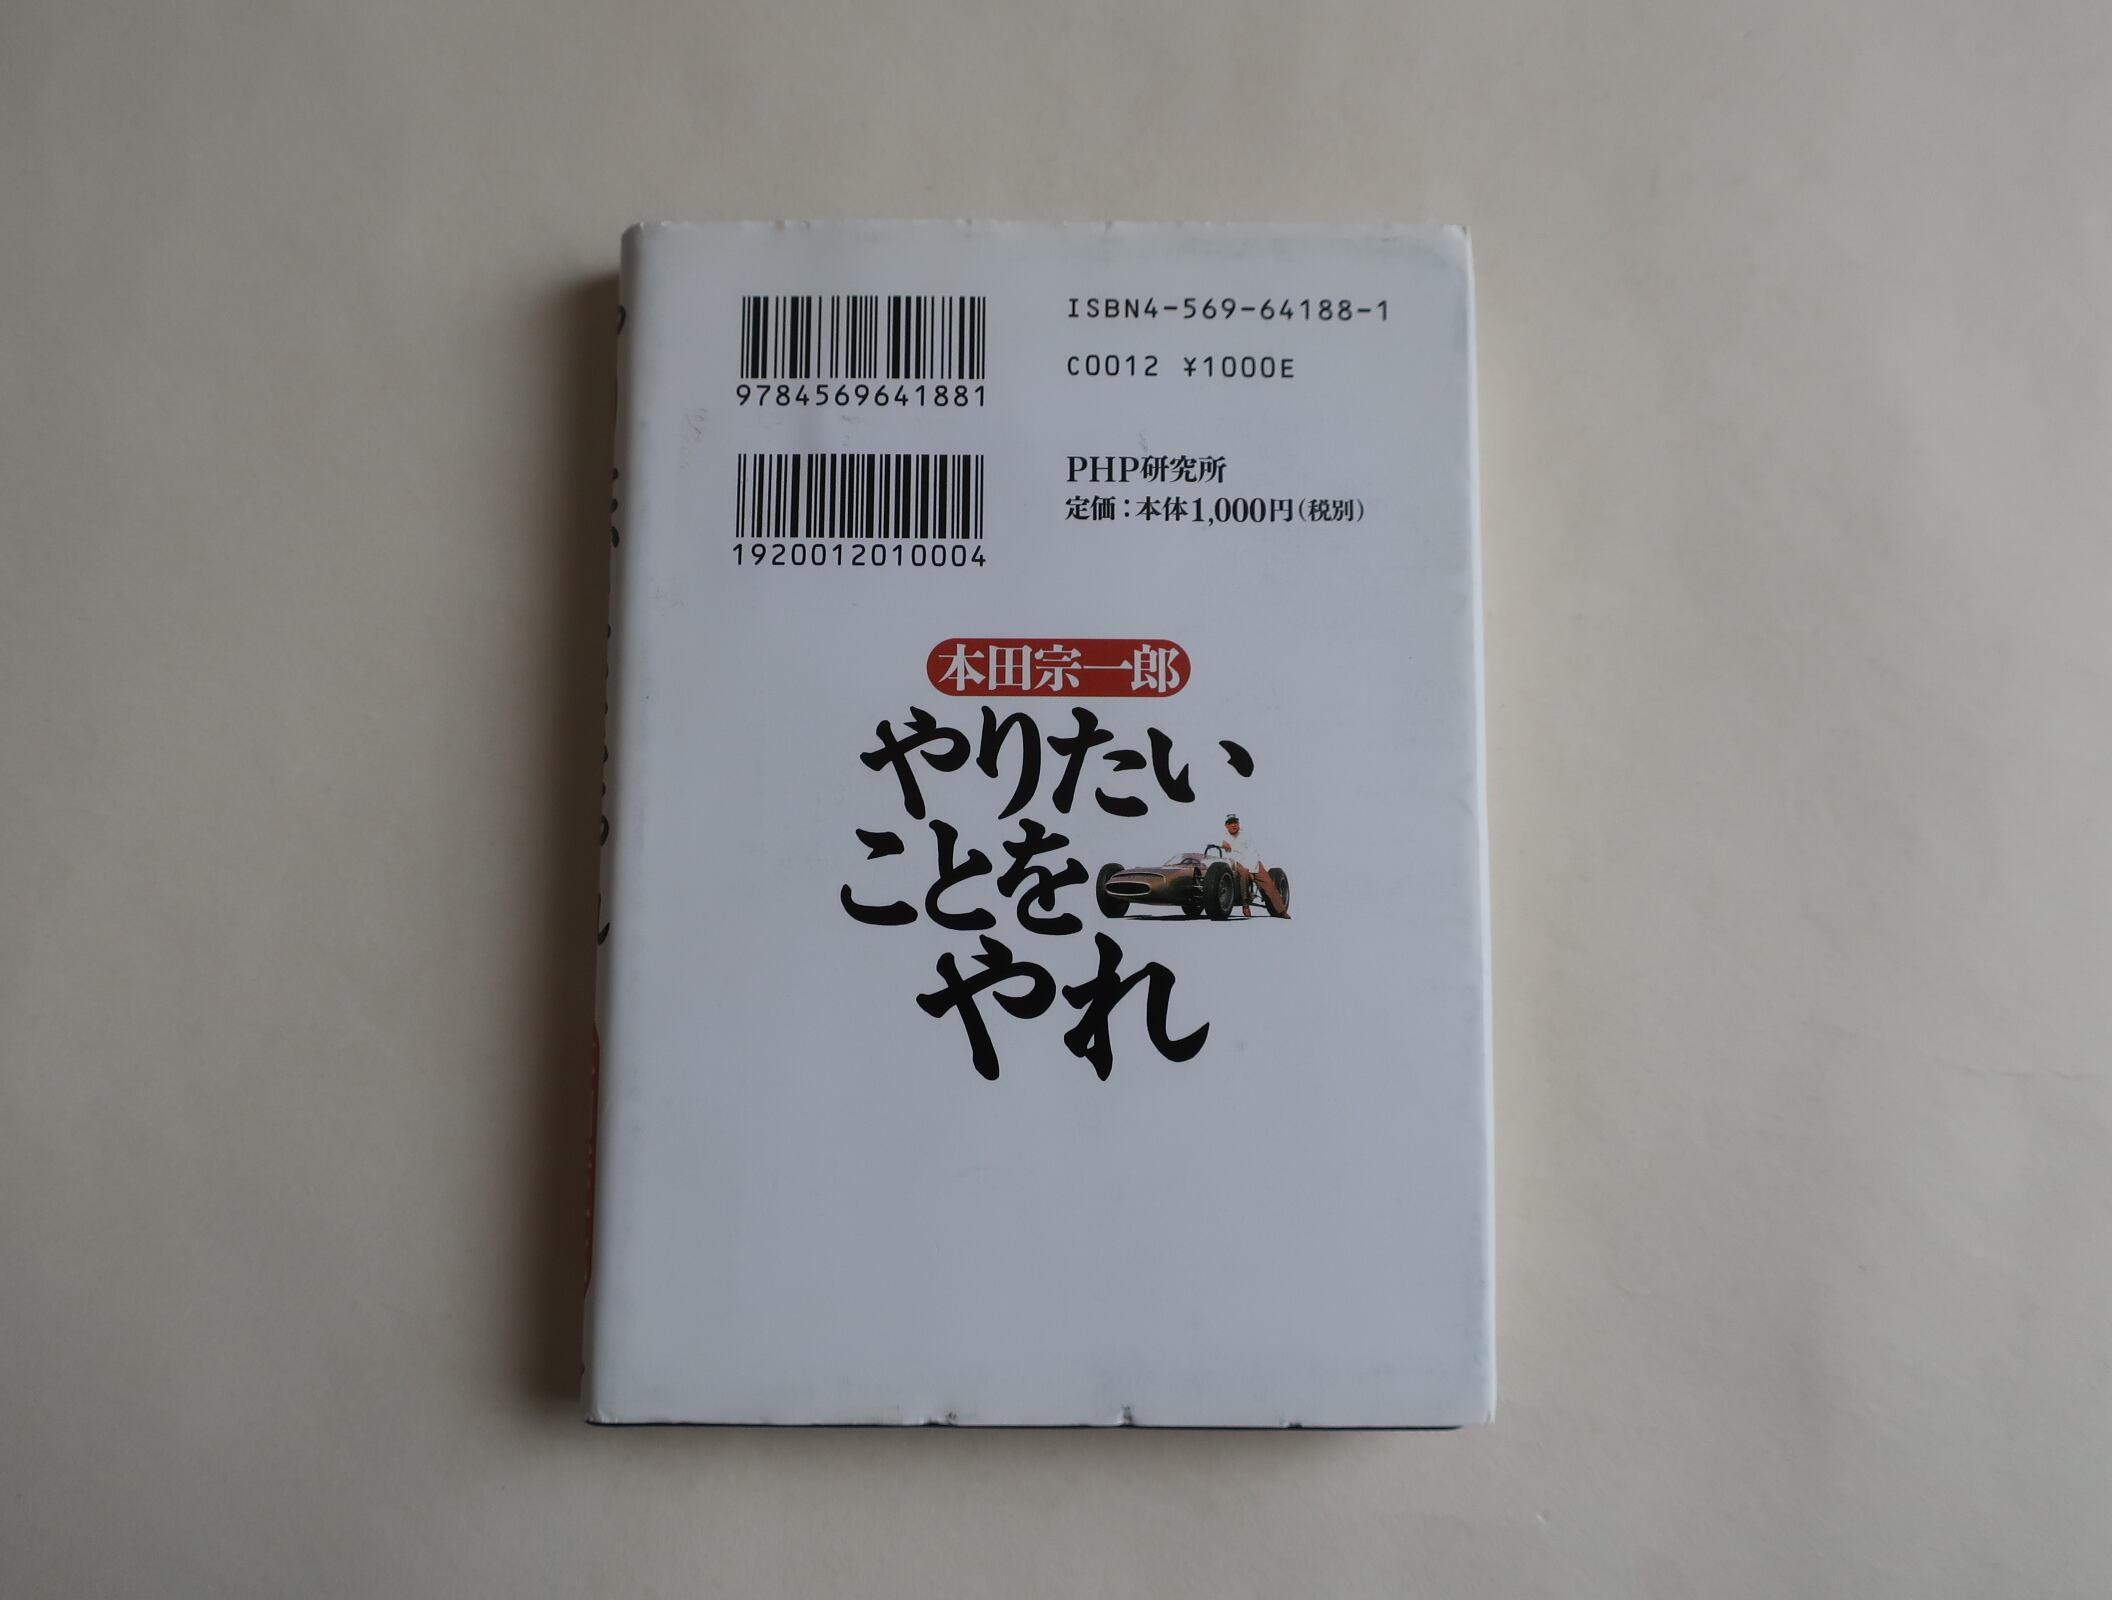 9784569641881
ISBN4-569-64188-1
C0012 ¥1000E
1920012010004
PHP研究所
定価：本体1,000円（税別）
本田宗一郎
やりたい
ことを
やれ